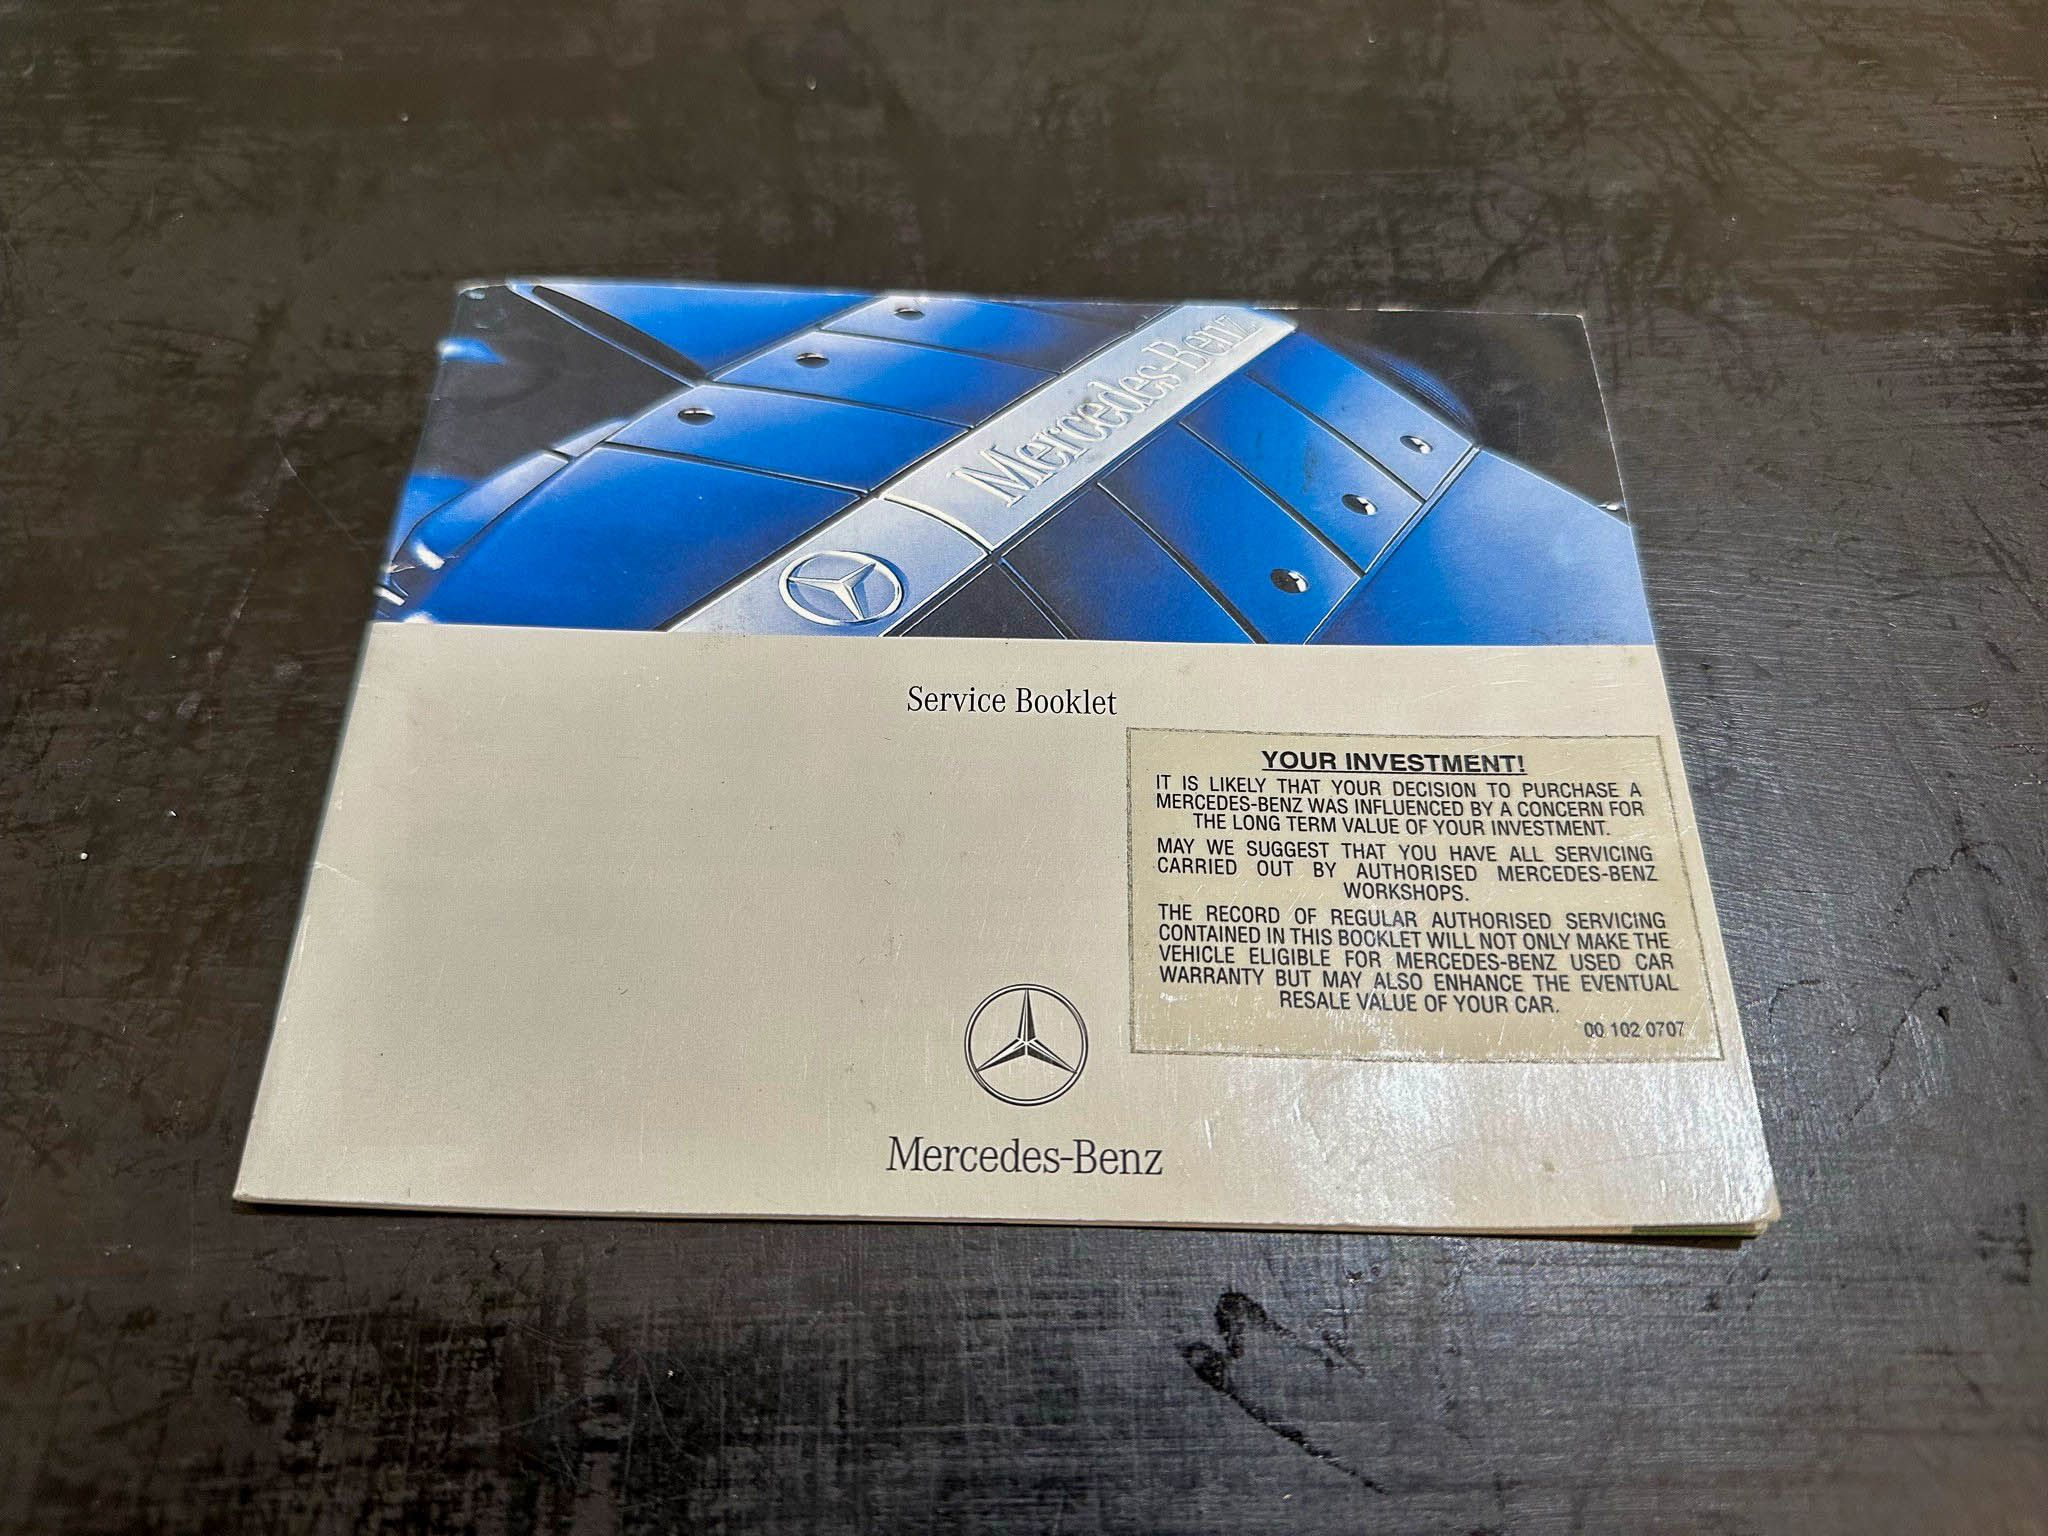 Mercedes-Benz
Service Booklet
YOUR INVESTMENT!
IT IS LIKELY THAT YOUR DECISION TO PURCHASE A
MERCEDES-BENZ WAS INFLUENCED BY A CONCERN FOR
THE LONG TERM VALUE OF YOUR INVESTMENT.
MAY WE SUGGEST THAT YOU HAVE ALL SERVICING
CARRIED OUT BY AUTHORISED MERCEDES-BENZ
WORKSHOPS.
THE RECORD OF REGULAR AUTHORISED SERVICING
CONTAINED IN THIS BOOKLET WILL NOT ONLY MAKE THE
VEHICLE ELIGIBLE FOR MERCEDES-BENZ USED CAR
WARRANTY BUT MAY ALSO ENHANCE THE EVENTUAL
RESALE VALUE OF YOUR CAR.
00 102 0707
Mercedes-Benz